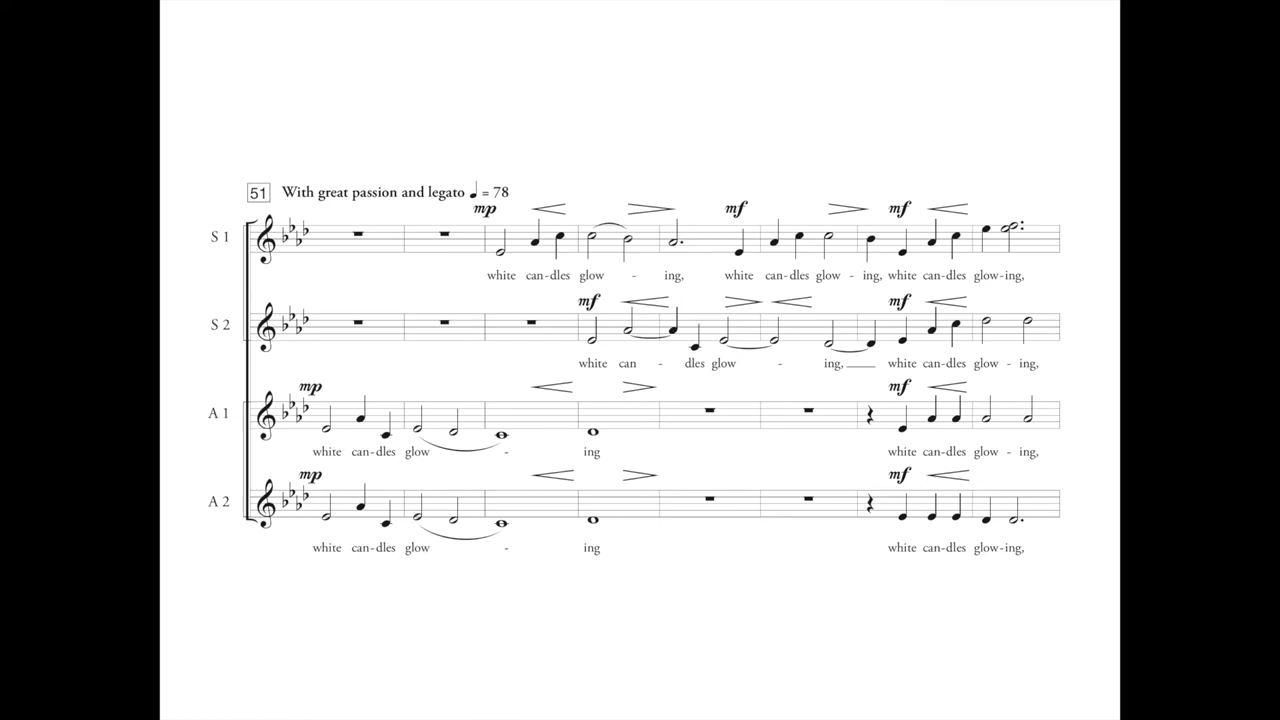 51 With great passion and legato ♩ = 78
mp mf mf
S 1
white can-dles glow - ing, white can-dles glow - ing, white can-dles glow-ing,
mf mf
S 2
white can - dles glow - ing, white can-dles glow - ing,
mp mf
A 1
white can-dles glow - ing white can-dles glow - ing,
mp mf
A 2
white can-dles glow - ing white can-dles glow-ing,